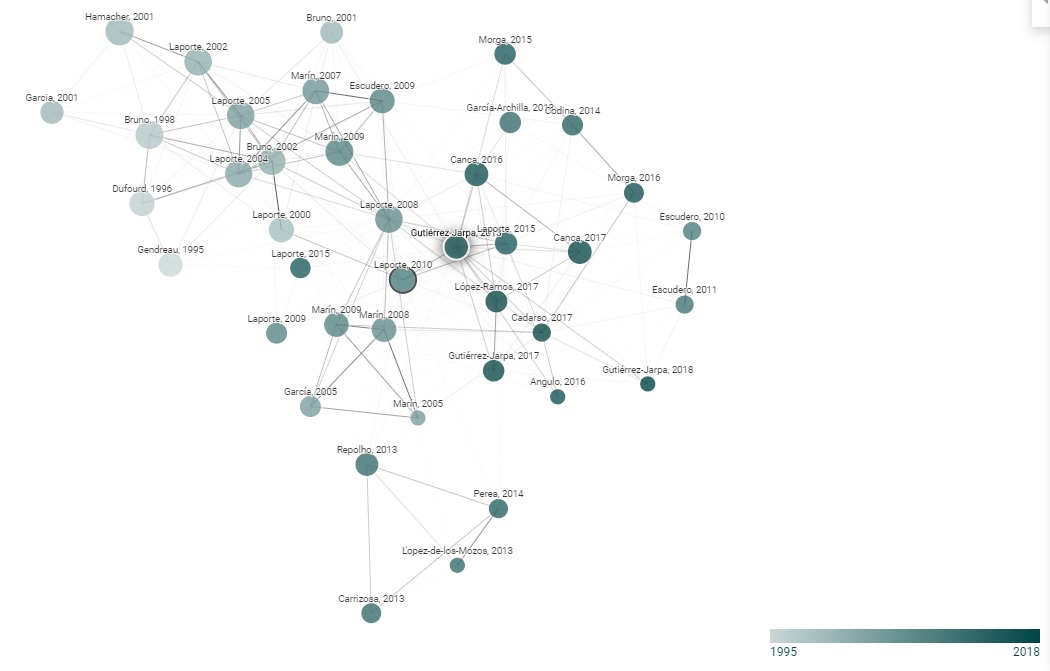 Hamacher, 2001
Bruno, 2001
Laporte, 2002
Morga, 2015
Marín, 2007
Escudero, 2009
García, 2001
Laporte, 2005
García-Archilla, 2013
Codina, 2014
Bruno, 1998
Marín, 2009
Bruno, 2002
Laporte, 2004
Canca, 2016
Morga, 2016
Dufourd, 1996
Laporte, 2008
Laporte, 2000
Escudero, 2010
Gutiérrez-Jarpa, 2013
Laporte, 2015
Canca, 2017
Gendreau, 1995
Laporte, 2015
Laporte, 2010
López-Ramos, 2017
Escudero, 2011
Laporte, 2009
Marín, 2009
Marín, 2008
Cadarso, 2017
Gutiérrez-Jarpa, 2017
Gutiérrez-Jarpa, 2018
Angulo, 2016
García, 2005
Marín, 2005
Repolho, 2013
Perea, 2014
López-de-los-Mozos, 2013
Carrizosa, 2013
1995
2018